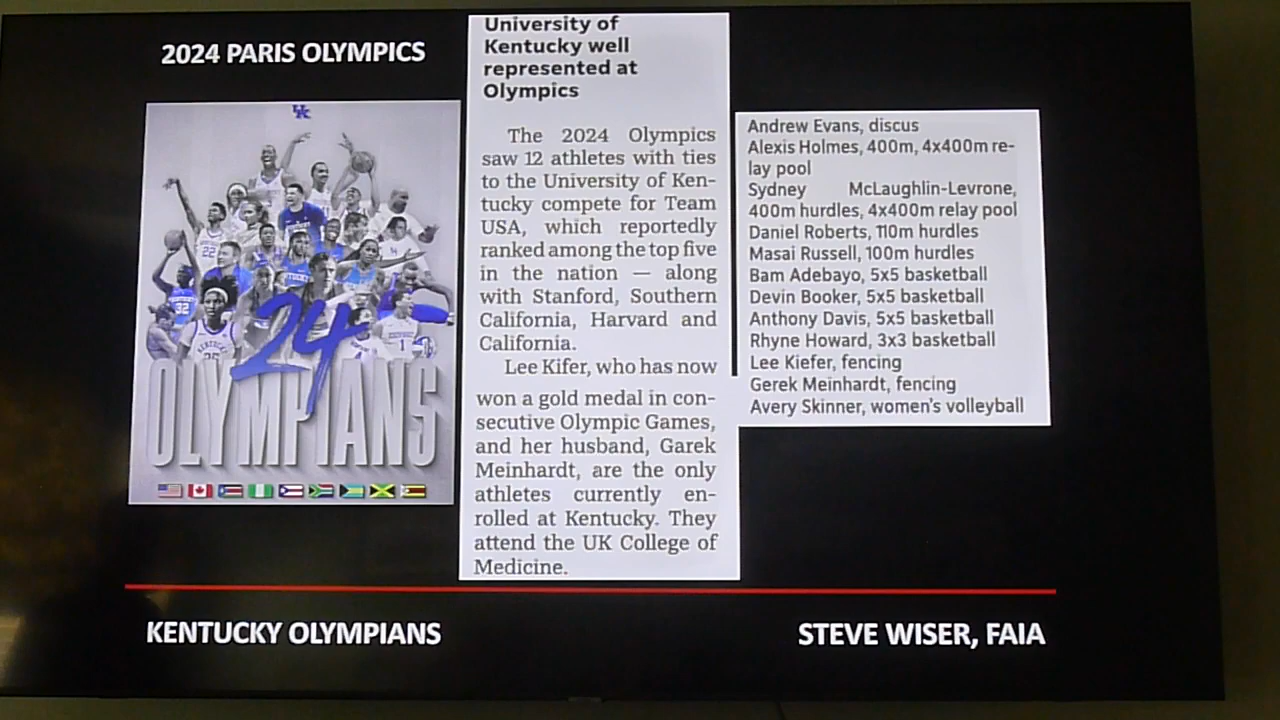 2024 PARIS OLYMPICS
UK
22
KENTUCKY
32
1
24
OLYMPIANS
University of
Kentucky well
represented at
Olympics
The 2024 Olympics
saw 12 athletes with ties
to the University of Ken-
tucky compete for Team
USA, which reportedly
ranked among the top five
in the nation — along
with Stanford, Southern
California, Harvard and
California.
Lee Kifer, who has now
won a gold medal in con-
secutive Olympic Games,
and her husband, Garek
Meinhardt, are the only
athletes currently en-
rolled at Kentucky. They
attend the UK College of
Medicine.
Andrew Evans, discus
Alexis Holmes, 400m, 4x400m re-
lay pool
Sydney McLaughlin-Levrone,
400m hurdles, 4x400m relay pool
Daniel Roberts, 110m hurdles
Masai Russell, 100m hurdles
Bam Adebayo, 5x5 basketball
Devin Booker, 5x5 basketball
Anthony Davis, 5x5 basketball
Rhyne Howard, 3x3 basketball
Lee Kiefer, fencing
Gerek Meinhardt, fencing
Avery Skinner, women's volleyball
KENTUCKY OLYMPIANS
STEVE WISER, FAIA